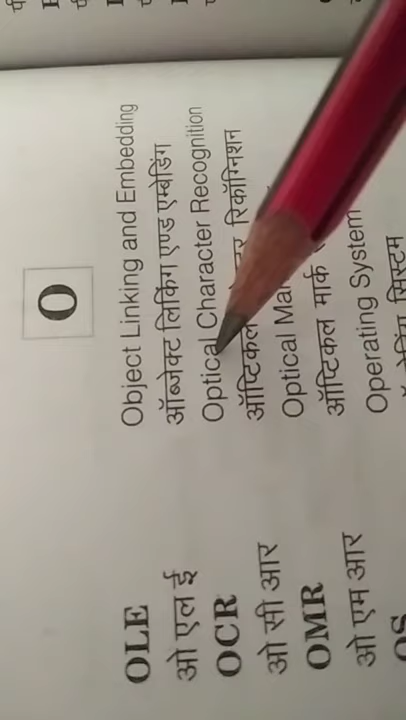 O
OLE Object Linking and Embedding
ओ एल ई ऑब्जेक्ट लिंकिंग एण्ड एम्बेडिंग
OCR Optical Character Recognition
ओ सी आर ऑप्टिकल रिकॉग्निशन
OMR Optical
ओ एम आर ऑप्टिकल मार्क
OS Operating System
सिस्टम